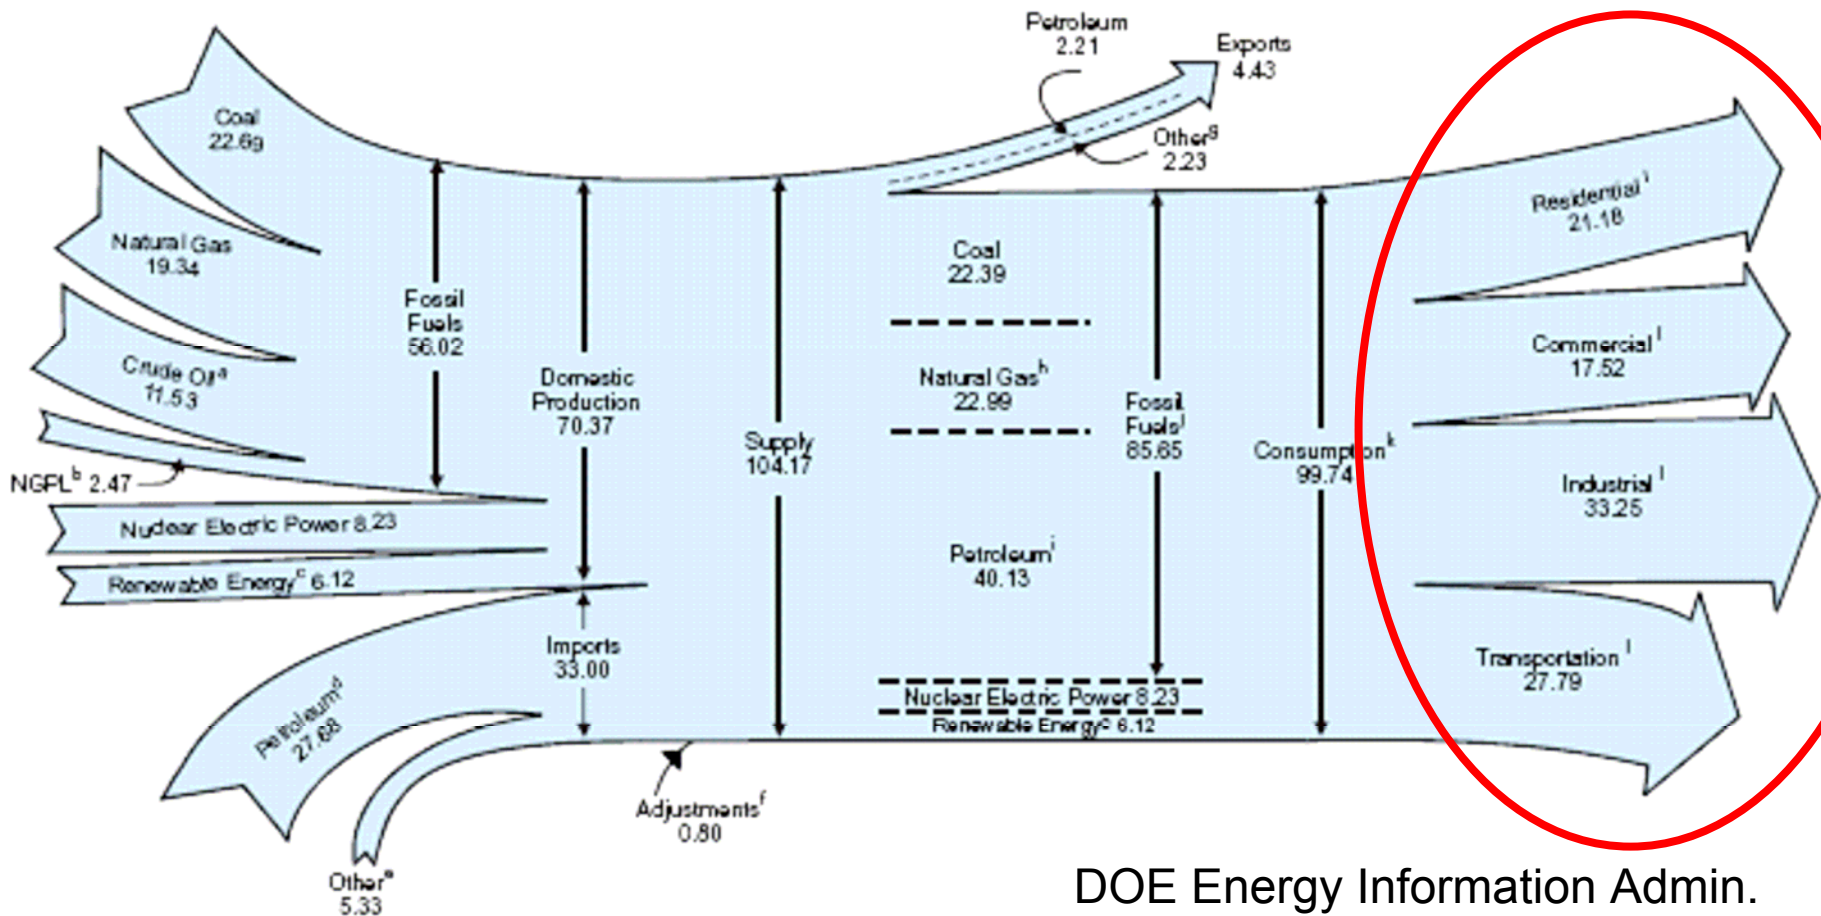 Petroleum
2.21
Exports
4.43
Other^g
2.23
Coal
22.69
Natural Gas
19.34
Crude Oil^a
11.53
NGPL^b 2.47
Nuclear Electric Power 8.23
Renewable Energy^c 6.12
Petroleum^d
27.68
Other^e
5.33
Fossil
Fuels
56.02
Domestic
Production
70.37
Imports
33.00
Adjustments^f
0.80
Supply
104.17
Coal
22.39
Natural Gas^h
22.99
Petroleum^i
40.13
Nuclear Electric Power 8.23
Renewable Energy^c 6.12
Fossil
Fuels^j
85.65
Consumption^k
99.74
Residential^l
21.18
Commercial^l
17.52
Industrial^l
33.25
Transportation^l
27.79
DOE Energy Information Admin.